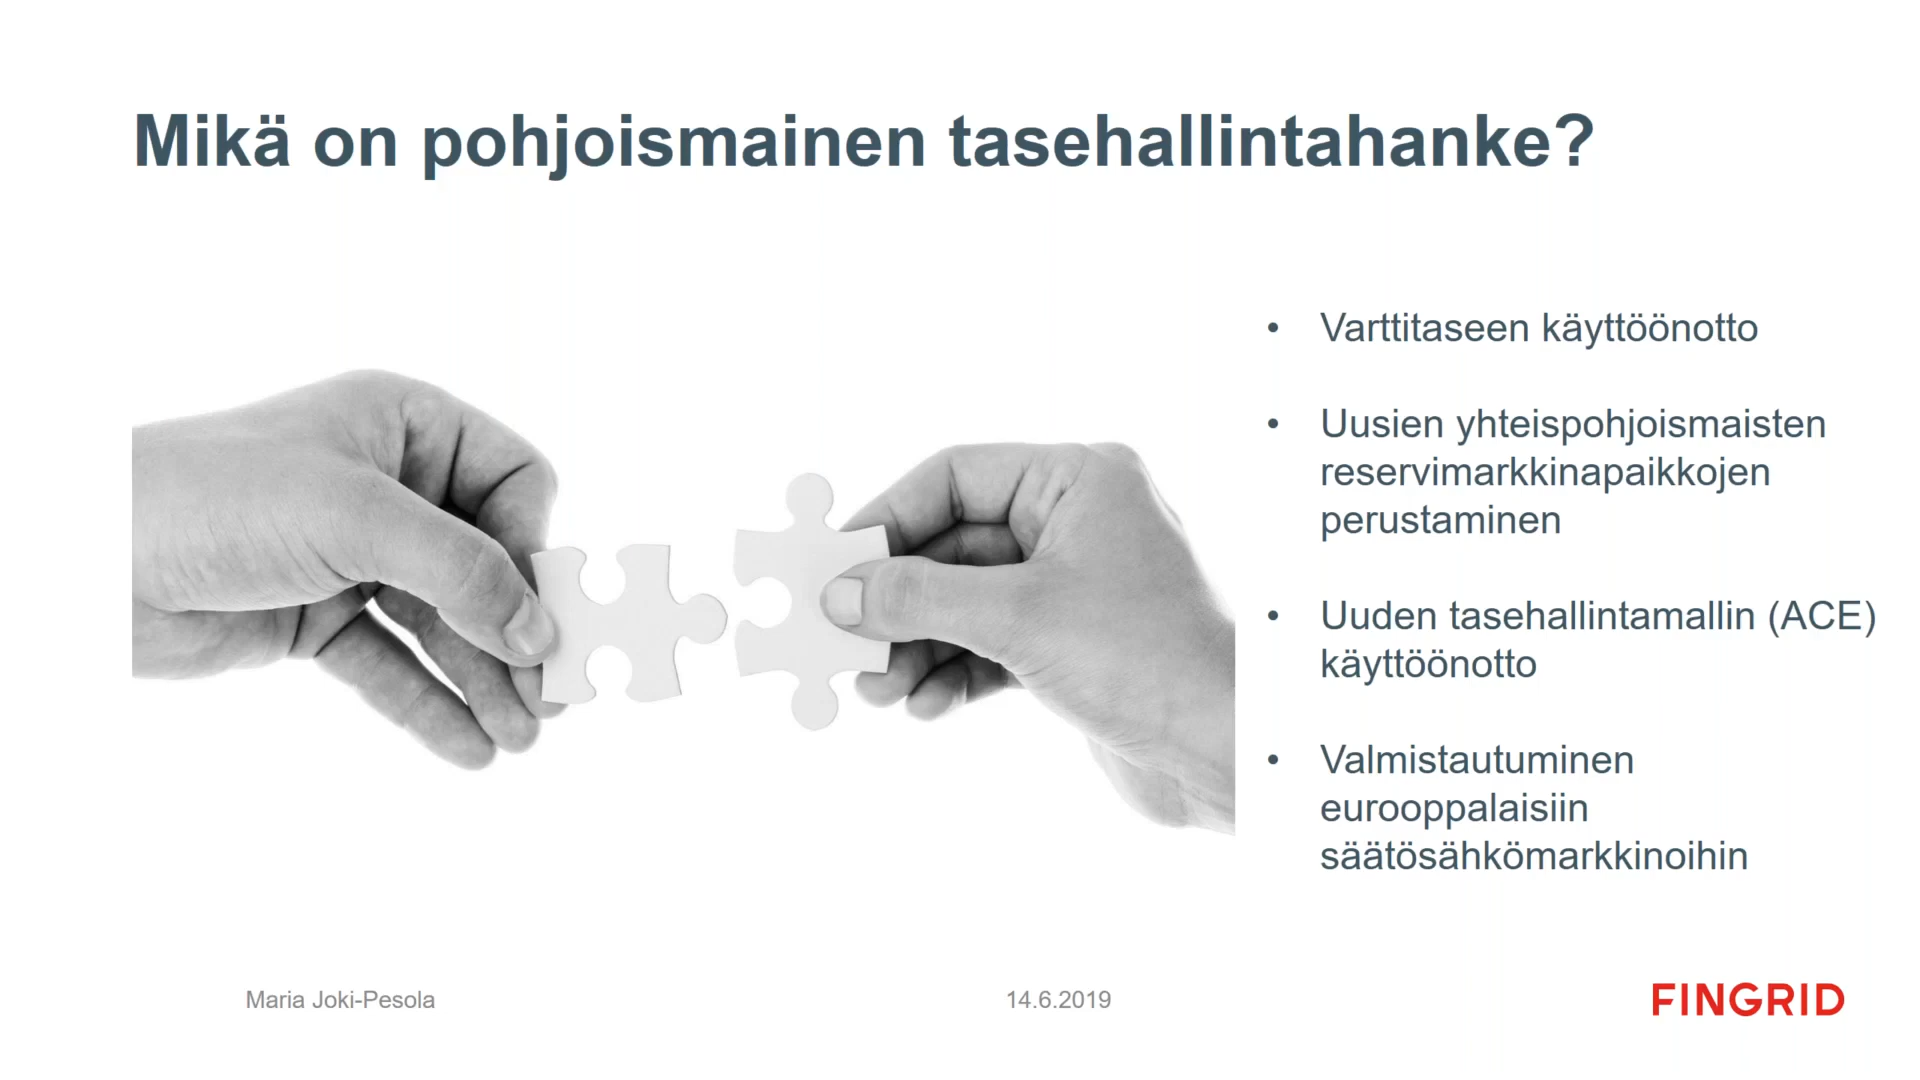 Mikä on pohjoismainen tasehallintahanke?
• Varttitaseen käyttöönotto
• Uusien yhteispohjoismaisten
reservimarkkinapaikkojen
perustaminen
• Uuden tasehallintamallin (ACE)
käyttöönotto
• Valmistautuminen
eurooppalaisiin
säätösähkömarkkinoihin
Maria Joki-Pesola
14.6.2019
FINGRID